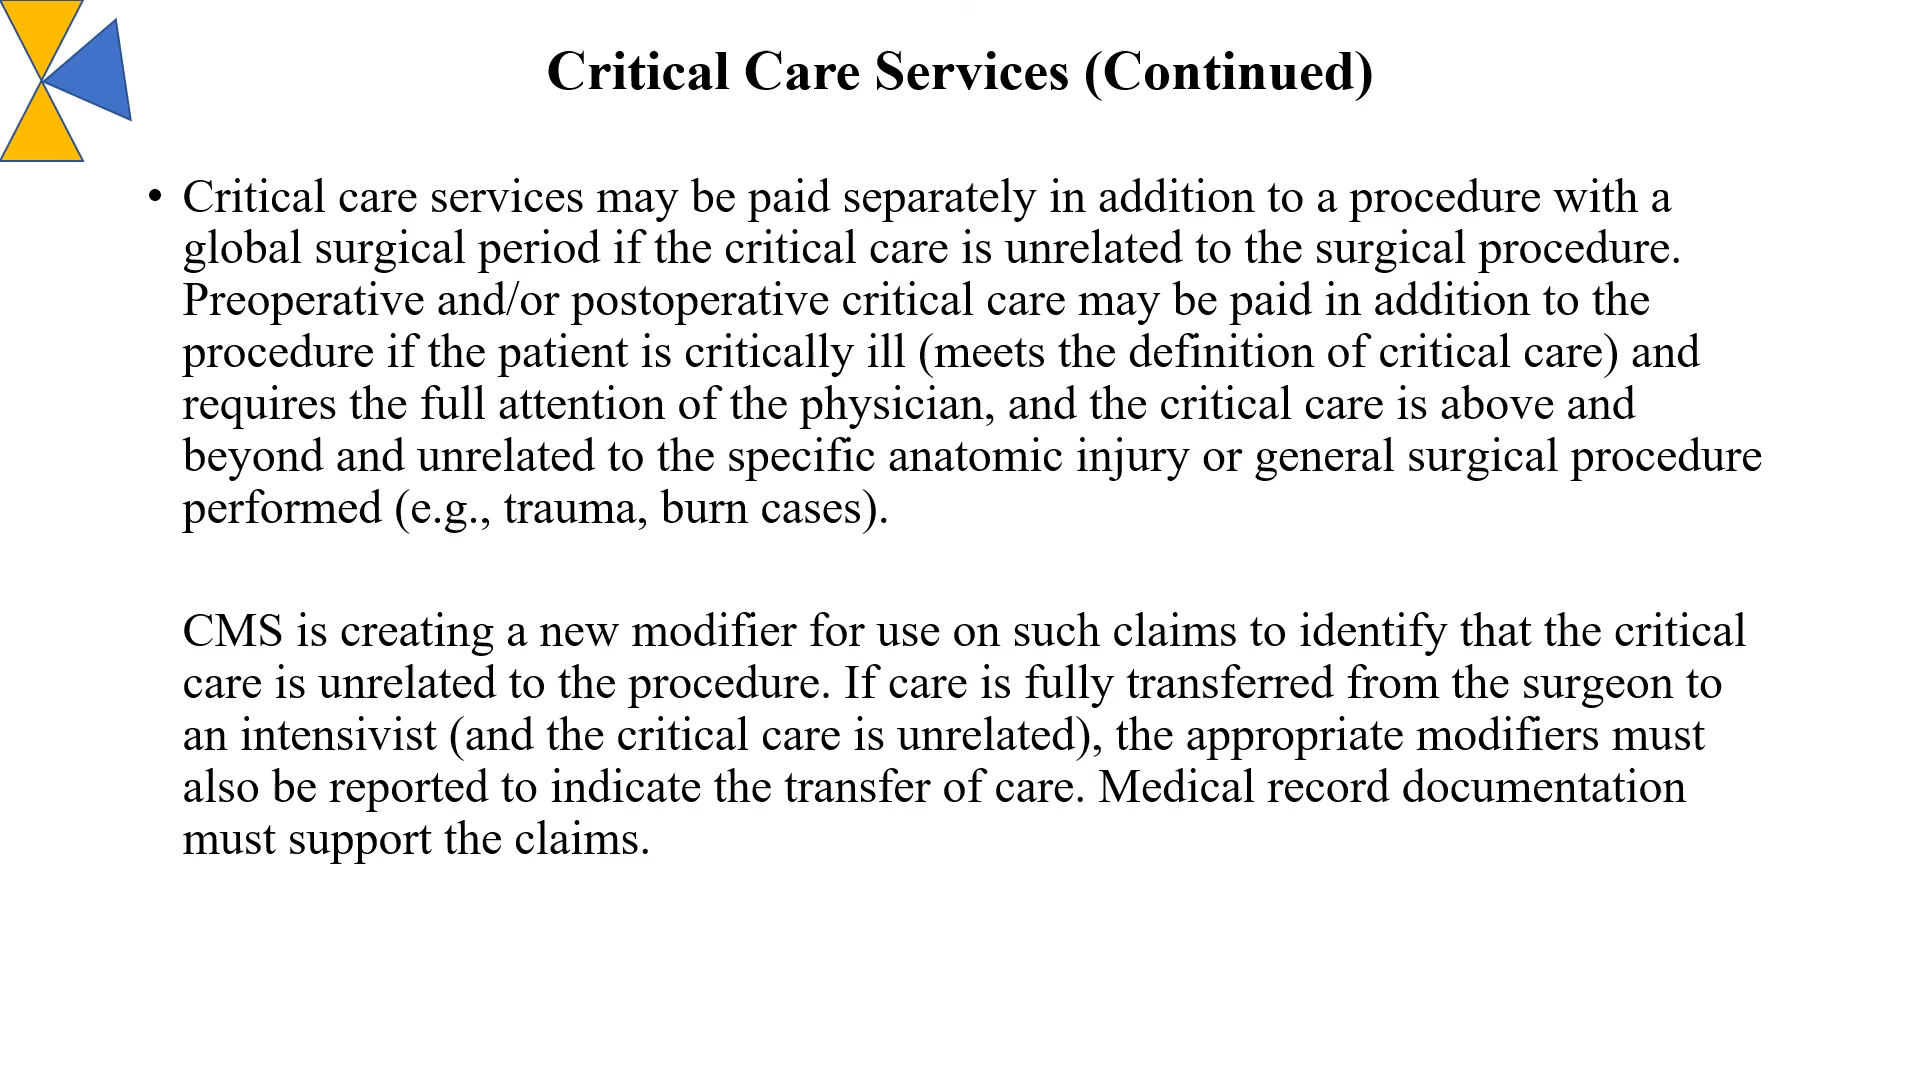 Critical Care Services (Continued)
• Critical care services may be paid separately in addition to a procedure with a
global surgical period if the critical care is unrelated to the surgical procedure.
Preoperative and/or postoperative critical care may be paid in addition to the
procedure if the patient is critically ill (meets the definition of critical care) and
requires the full attention of the physician, and the critical care is above and
beyond and unrelated to the specific anatomic injury or general surgical procedure
performed (e.g., trauma, burn cases).
CMS is creating a new modifier for use on such claims to identify that the critical
care is unrelated to the procedure. If care is fully transferred from the surgeon to
an intensivist (and the critical care is unrelated), the appropriate modifiers must
also be reported to indicate the transfer of care. Medical record documentation
must support the claims.